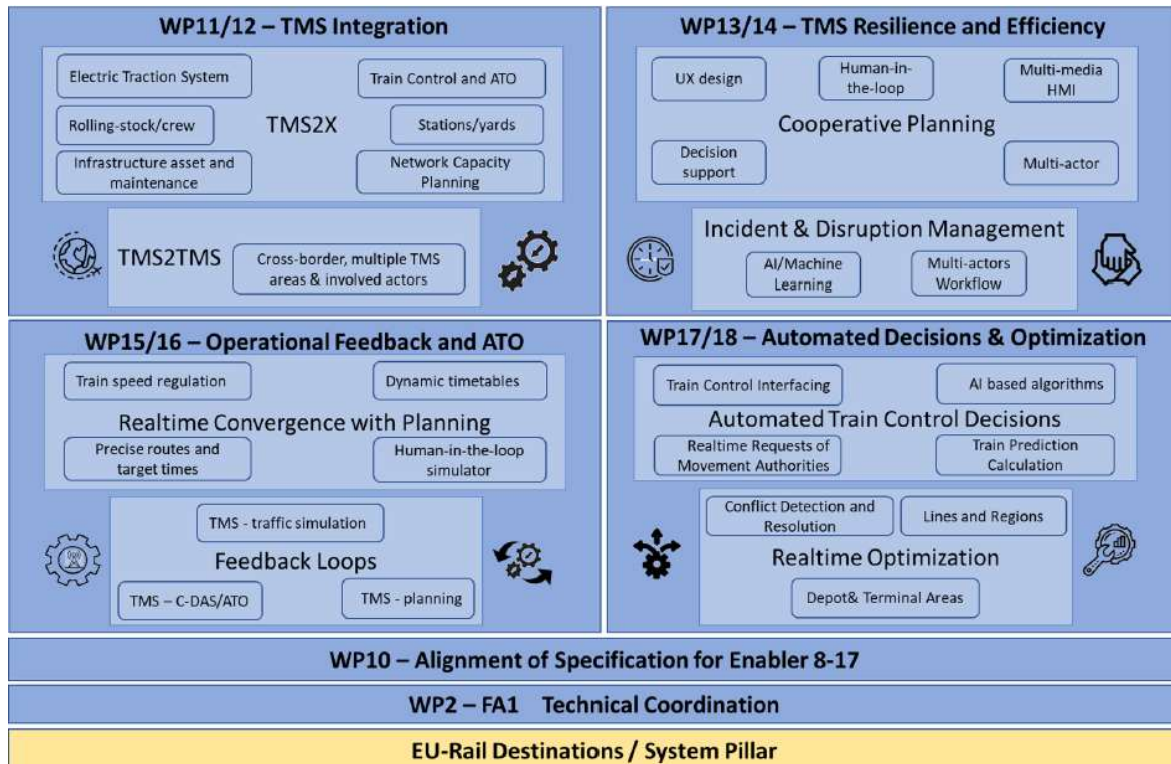 WP11/12 – TMS Integration
Electric Traction System
Train Control and ATO
Rolling-stock/crew
TMS2X
Stations/yards
Infrastructure asset and
maintenance
Network Capacity
Planning
TMS2TMS
Cross-border, multiple TMS
areas & involved actors
WP13/14 – TMS Resilience and Efficiency
UX design
Human-in-
the-loop
Multi-media
HMI
Cooperative Planning
Decision
support
Multi-actor
Incident & Disruption Management
AI/Machine
Learning
Multi-actors
Workflow
WP15/16 – Operational Feedback and ATO
Train speed regulation
Dynamic timetables
Realtime Convergence with Planning
Precise routes and
target times
Human-in-the-loop
simulator
TMS - traffic simulation
Feedback Loops
TMS – C-DAS/ATO
TMS - planning
WP17/18 – Automated Decisions & Optimization
Train Control Interfacing
AI based algorithms
Automated Train Control Decisions
Realtime Requests of
Movement Authorities
Train Prediction
Calculation
Conflict Detection and
Resolution
Lines and Regions
Realtime Optimization
Depot& Terminal Areas
WP10 – Alignment of Specification for Enabler 8-17
WP2 – FA1 Technical Coordination
EU-Rail Destinations / System Pillar